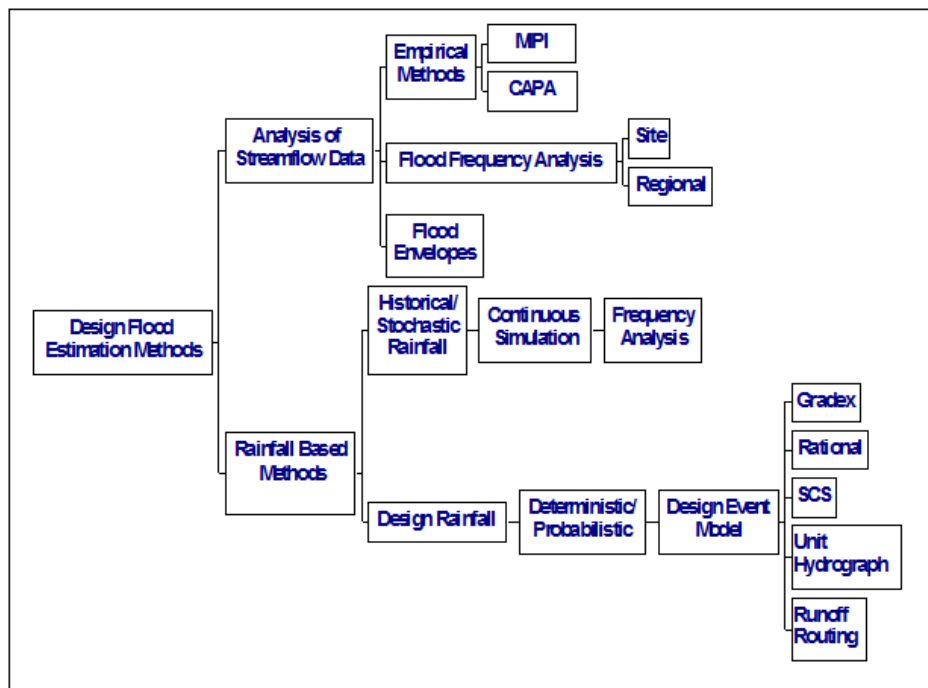 Empirical
Methods
MIPI
CAPA
Analysis of
Streamflow Data
Flood Frequency Analysis
Site
Regional
Flood
Envelopes
Design Flood
Estimation Methods
Historical/
Stochastic
Rainfall
Continuous
Simulation
Frequency
Analysis
Rainfall Based
Methods
Design Rainfall
Deterministic/
Probabilistic
Design Event
Model
Gradex
Rational
SCS
Unit
Hydrograph
Runoff
Routing